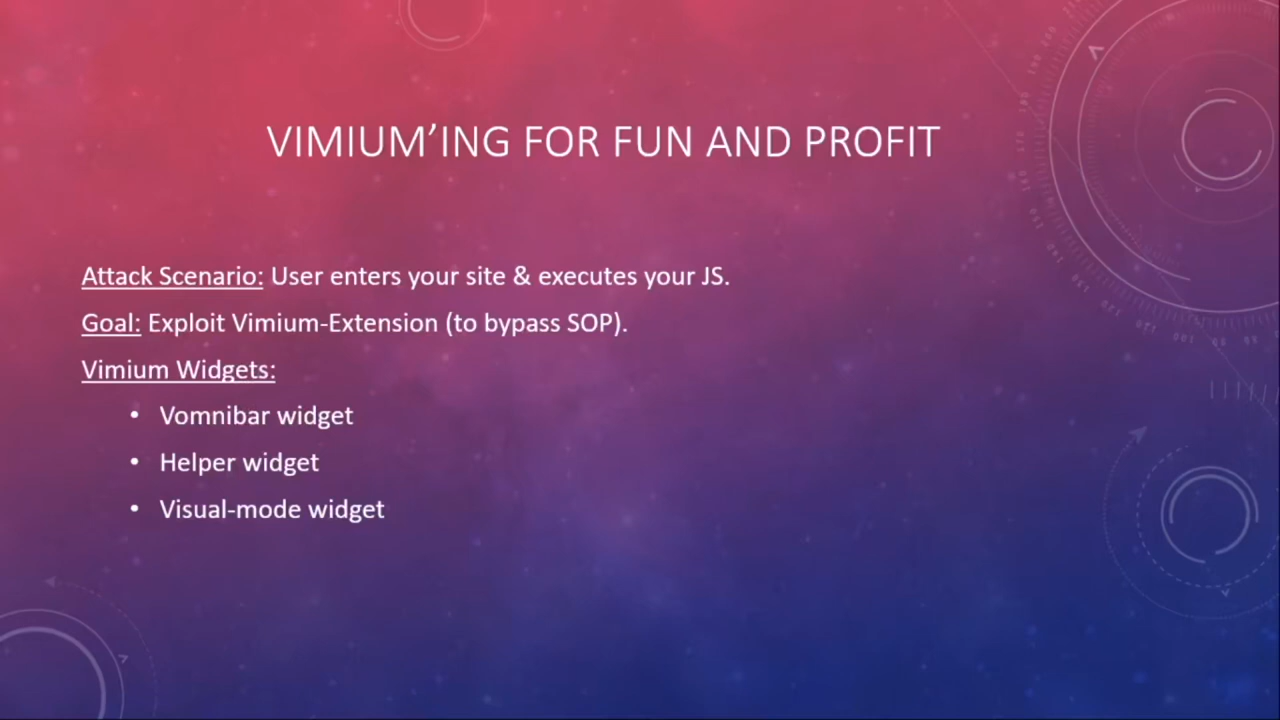 VIMIUM’ING FOR FUN AND PROFIT
Attack Scenario: User enters your site & executes your JS.
Goal: Exploit Vimium-Extension (to bypass SOP).
Vimium Widgets:
• Vomnibar widget
• Helper widget
• Visual-mode widget